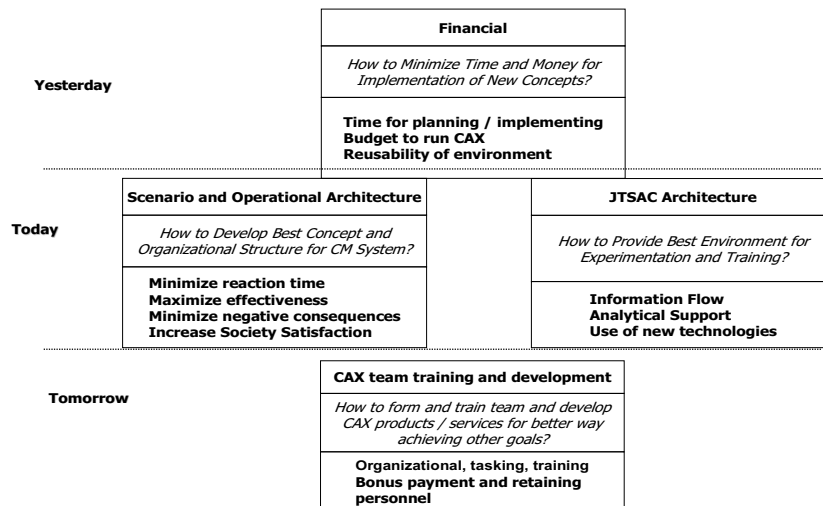 Financial
How to Minimize Time and Money for
Implementation of New Concepts?
Yesterday
Time for planning / implementing
Budget to run CAX
Reusability of environment
Scenario and Operational Architecture
JTSAC Architecture
Today
How to Develop Best Concept and
Organizational Structure for CM System?
How to Provide Best Environment for
Experimentation and Training?
Minimize reaction time
Maximize effectiveness
Minimize negative consequences
Increase Society Satisfaction
Information Flow
Analytical Support
Use of new technologies
CAX team training and development
Tomorrow
How to form and train team and develop
CAX products / services for better way
achieving other goals?
Organizational, tasking, training
Bonus payment and retaining
personnel